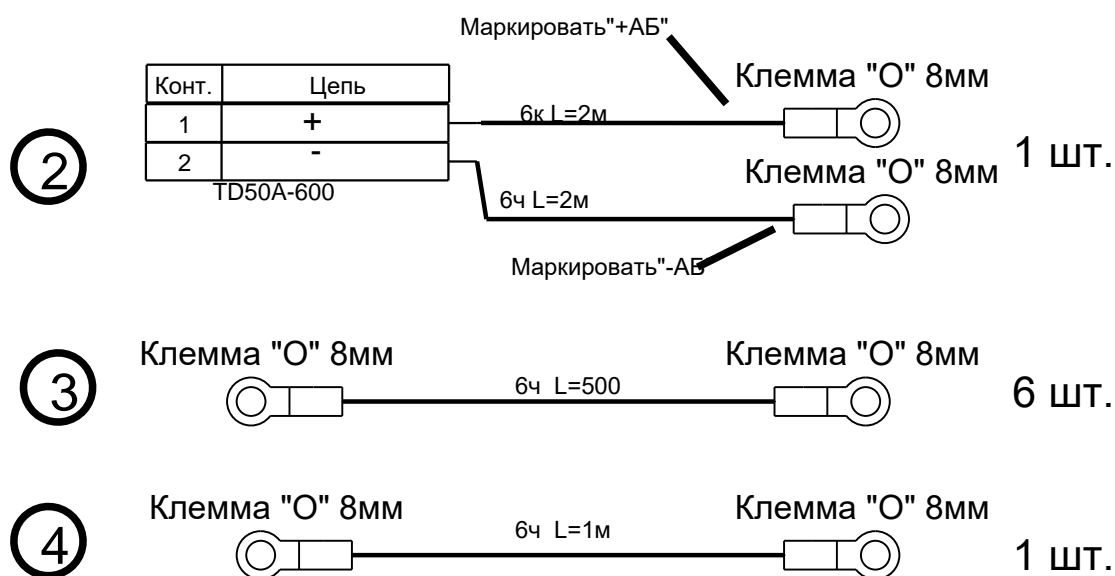 Маркировать"+АБ"
Клемма "О" 8мм
Конт. Цепь
1 +
6к L=2м
1 шт.
2 -
2
Клемма "О" 8мм
TD50A-600
6ч L=2м
Маркировать"-АБ
Клемма "О" 8мм Клемма "О" 8мм
3 6ч L=500 6 шт.
Клемма "О" 8мм Клемма "О" 8мм
4 6ч L=1м 1 шт.